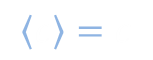 ⟨ ⟩ =